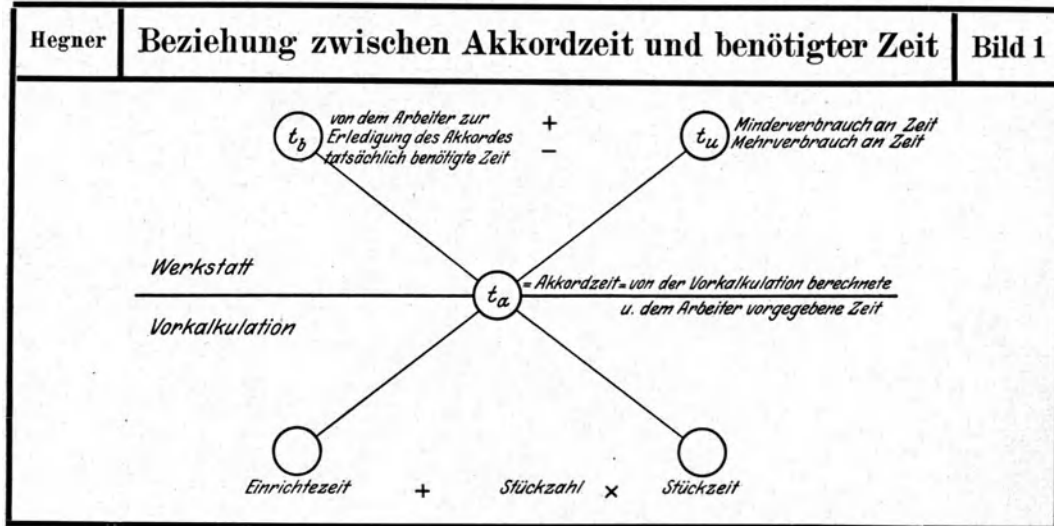 Hegner
Beziehung zwischen Akkordzeit und benötigter Zeit
Bild 1
t_b
von dem Arbeiter zur
Erledigung des Akkordes
tatsächlich benötigte Zeit
+
−
t_u
Minderverbrauch an Zeit
Mehrverbrauch an Zeit
Werkstatt
t_a
= Akkordzeit = von der Vorkalkulation berechnete
u. dem Arbeiter vorgegebene Zeit
Vorkalkulation
Einrichtezeit + Stückzahl × Stückzeit